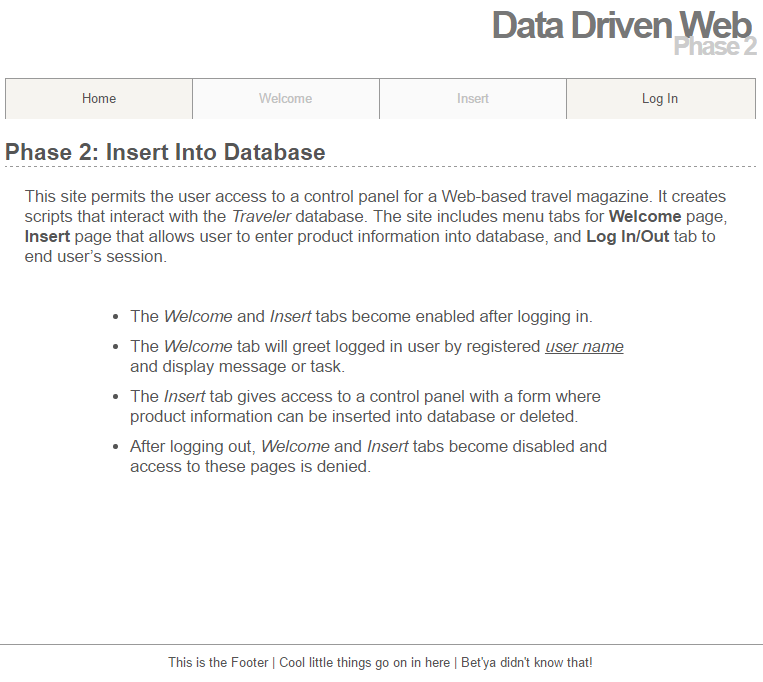 Data Driven Web
Phase 2
Home Welcome Insert Log In
Phase 2: Insert Into Database
This site permits the user access to a control panel for a Web-based travel magazine. It creates
scripts that interact with the Traveler database. The site includes menu tabs for Welcome page,
Insert page that allows user to enter product information into database, and Log In/Out tab to
end user’s session.
• The Welcome and Insert tabs become enabled after logging in.
• The Welcome tab will greet logged in user by registered user name
and display message or task.
• The Insert tab gives access to a control panel with a form where
product information can be inserted into database or deleted.
• After logging out, Welcome and Insert tabs become disabled and
access to these pages is denied.
This is the Footer | Cool little things go on in here | Bet'ya didn't know that!